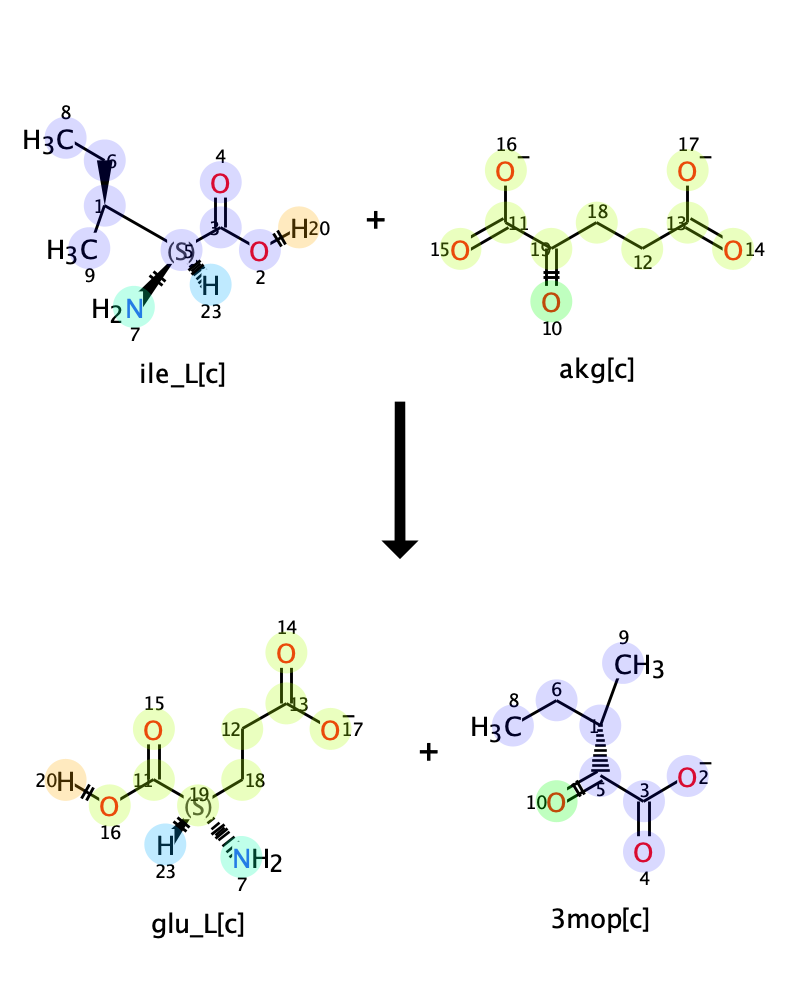 8
H₃C
6
4
O
1
3
H₃C
(S)
5
O
H20
9
2
H
H₂N
23
7
ile_L[c]
+
16
O⁻
17
O⁻
18
11
13
15O
19
O14
12
O
10
akg[c]
14
O
15
13
O
12
O⁻17
20H
11
19
18
O
(S)
16
H
NH₂
23
7
glu_L[c]
+
9
CH₃
8
6
H₃C
1
O⁻2
10O
5
3
O
4
3mop[c]